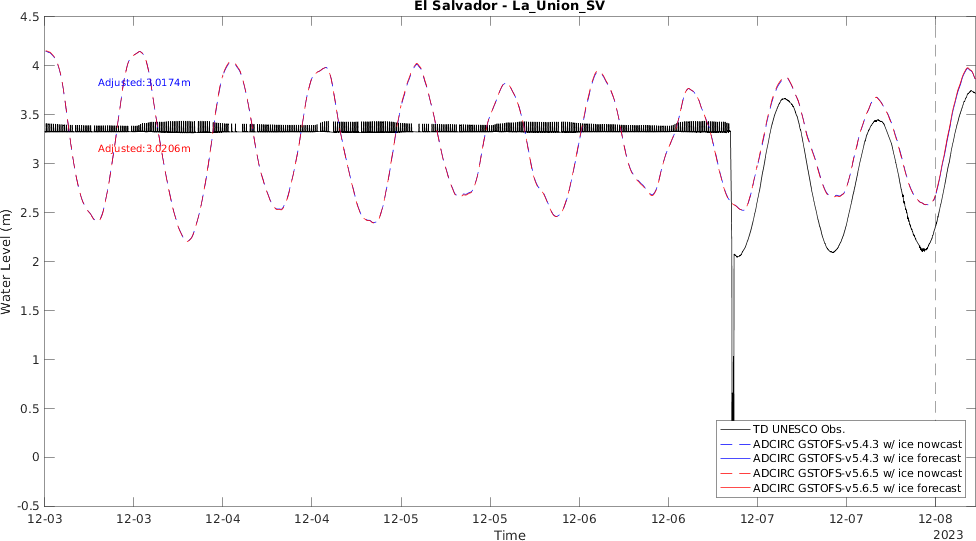 El Salvador - La_Union_SV
4.5
4
3.5
3
2.5
2
1.5
1
0.5
0
-0.5
Water Level (m)
Adjusted:3.0174m
Adjusted:3.0206m
TD UNESCO Obs.
ADCIRC GSTOFS-v5.4.3 w/ ice nowcast
ADCIRC GSTOFS-v5.4.3 w/ ice forecast
ADCIRC GSTOFS-v5.6.5 w/ ice nowcast
ADCIRC GSTOFS-v5.6.5 w/ ice forecast
12-03 12-03 12-04 12-04 12-05 12-05 12-06 12-06 12-07 12-07 12-08
Time
2023